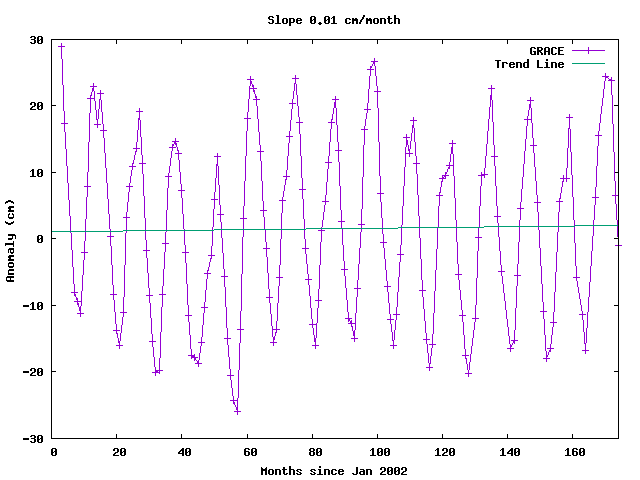 Slope 0.01 cm/month
GRACE
Trend Line
30
20
10
0
-10
-20
-30
Anomaly (cm)
0 20 40 60 80 100 120 140 160
Months since Jan 2002